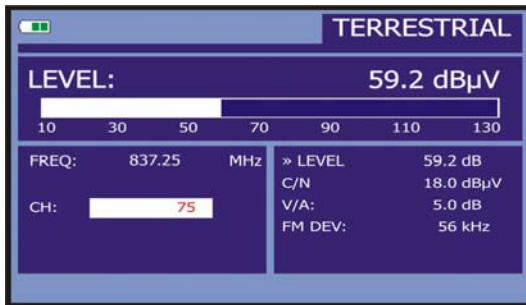 TERRESTRIAL
LEVEL: 59.2 dBµV
10 30 50 70 90 110 130
FREQ: 837.25 MHz
CH: 75
» LEVEL 59.2 dB
C/N 18.0 dBµV
V/A: 5.0 dB
FM DEV: 56 kHz